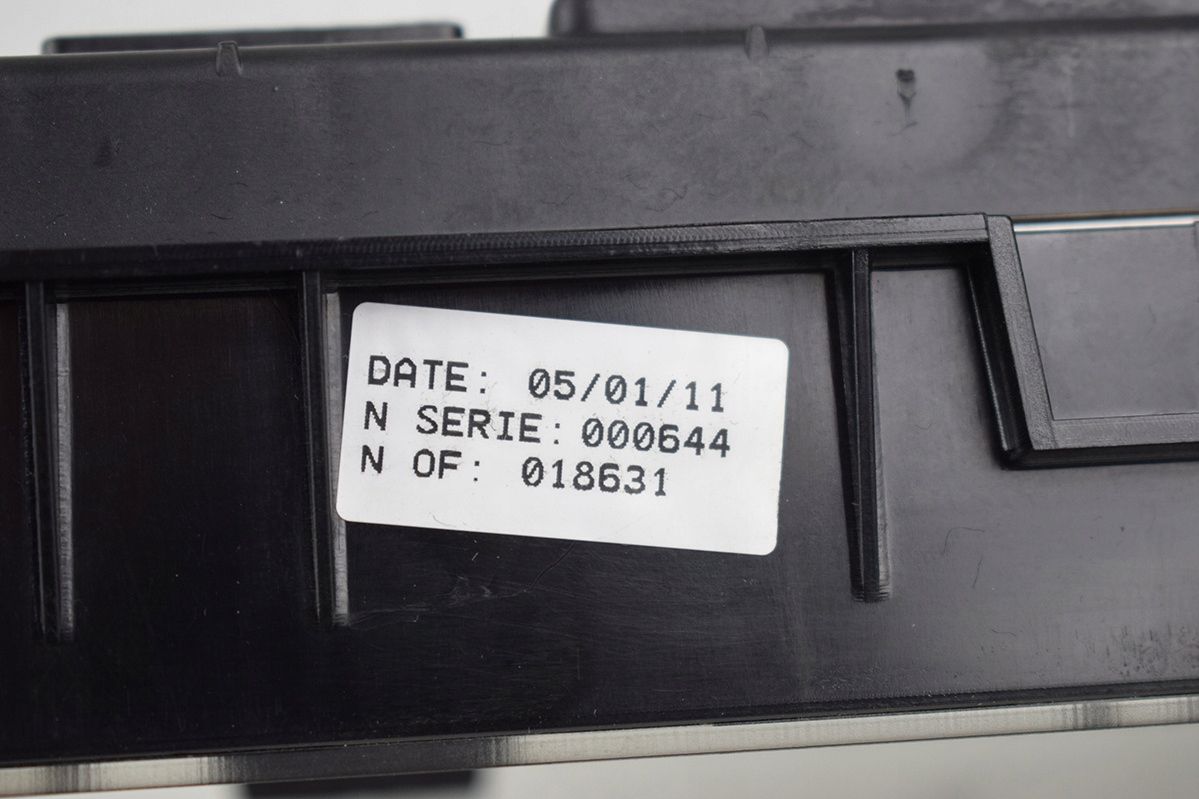 DATE: 05/01/11
N SERIE: 000644
N OF: 018631